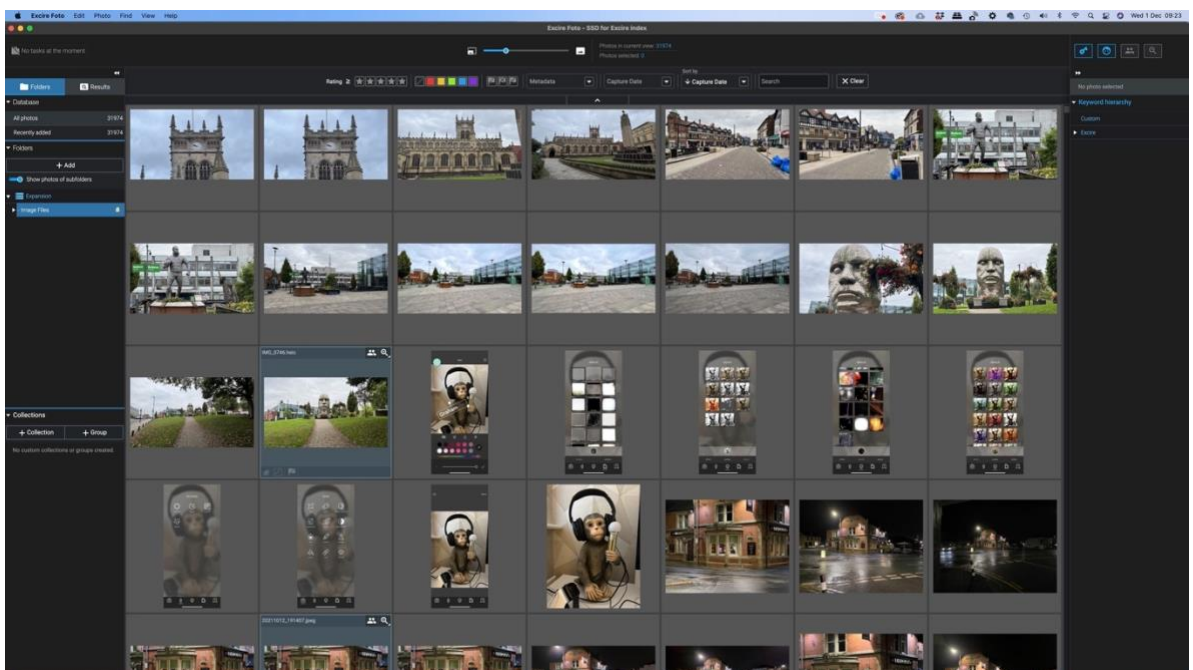 Excire Foto Edit Photo Find View Help
Wed 1 Dec 09:23
Excire Foto - SSD for Excire Index
No tasks at the moment
Photos in current view: 31974
Photos selected: 0
Folders Results
Rating ≥
Metadata
Capture Date
Sort by
Capture Date
Search
X Clear
No photo selected
Database
All photos 31974
Recently added 31974
Keyword hierarchy
Custom
Excire
Folders
+ Add
Show photos of subfolders
Expansion
Image Files
IMG_5746.heic
Collections
+ Collection + Group
No custom collections or groups created.
20211013_191407.jpeg